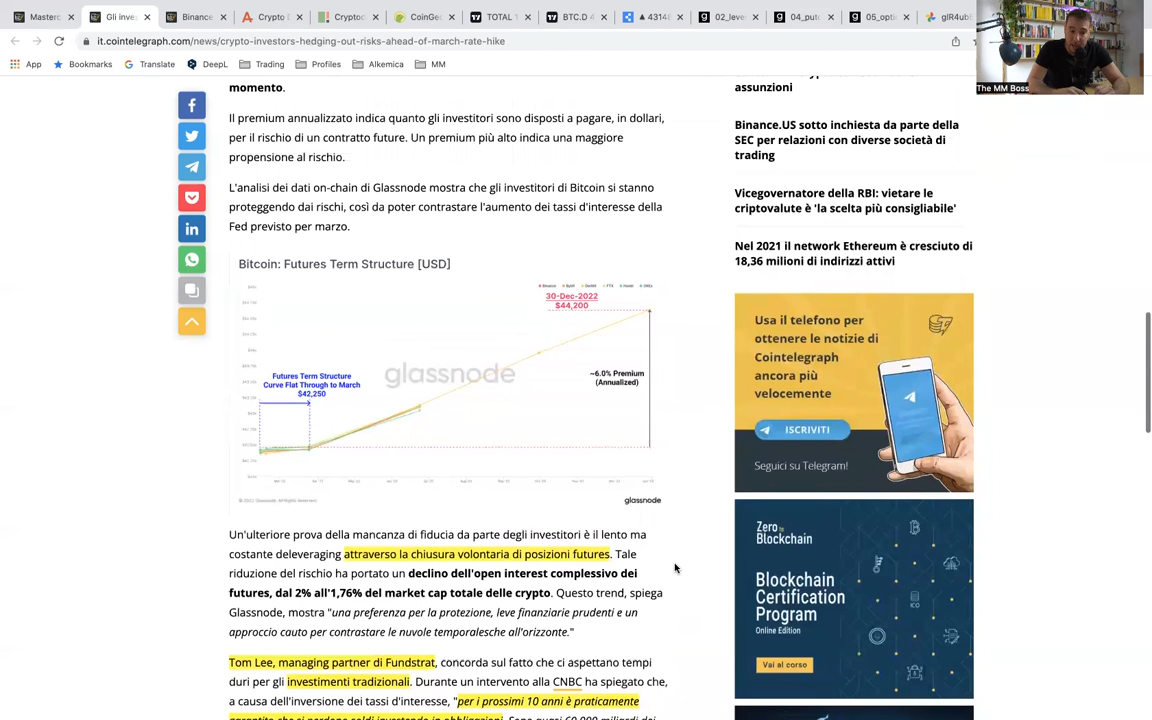 Master
Gli inves
Binance
Crypto
Cryptoc
CoinGec
TOTAL
BTC.D 4
4314
02_leve
04_puto
05_optio
glR4ubF
it.cointelegraph.com/news/crypto-investors-hedging-out-risks-ahead-of-march-rate-hike
App
Bookmarks
Translate
DeepL
Trading
Profiles
Alkemica
MM
The MM Boss
momento.
Il premium annualizzato indica quanto gli investitori sono disposti a pagare, in dollari,
per il rischio di un contratto future. Un premium più alto indica una maggiore
propensione al rischio.
L'analisi dei dati on-chain di Glassnode mostra che gli investitori di Bitcoin si stanno
proteggendo dai rischi, così da poter contrastare l'aumento dei tassi d'interesse della
Fed previsto per marzo.
Bitcoin: Futures Term Structure [USD]
30-Dec-2022
$44,200
glassnode
Futures Term Structure
Curve Flat Through to March
$42,250
~6.0% Premium
(Annualized)
glassnode
Un'ulteriore prova della mancanza di fiducia da parte degli investitori è il lento ma
costante deleveraging attraverso la chiusura volontaria di posizioni futures. Tale
riduzione del rischio ha portato un declino dell'open interest complessivo dei
futures, dal 2% all'1,76% del market cap totale delle crypto. Questo trend, spiega
Glassnode, mostra "una preferenza per la protezione, leve finanziarie prudenti e un
approccio cauto per contrastare le nuvole temporalesche all'orizzonte."
Tom Lee, managing partner di Fundstrat, concorda sul fatto che ci aspettano tempi
duri per gli investimenti tradizionali. Durante un intervento alla CNBC ha spiegato che,
a causa dell'inversione dei tassi d'interesse, "per i prossimi 10 anni è praticamente
assunzioni
Binance.US sotto inchiesta da parte della
SEC per relazioni con diverse società di
trading
Vicegovernatore della RBI: vietare le
criptovalute è 'la scelta più consigliabile'
Nel 2021 il network Ethereum è cresciuto di
18,36 milioni di indirizzi attivi
Usa il telefono per
ottenere le notizie di
Cointelegraph
ancora più
velocemente
ISCRIVITI
Seguici su Telegram!
Zero to
Blockchain
Blockchain
Certification
Program
Online Edition
Vai al corso